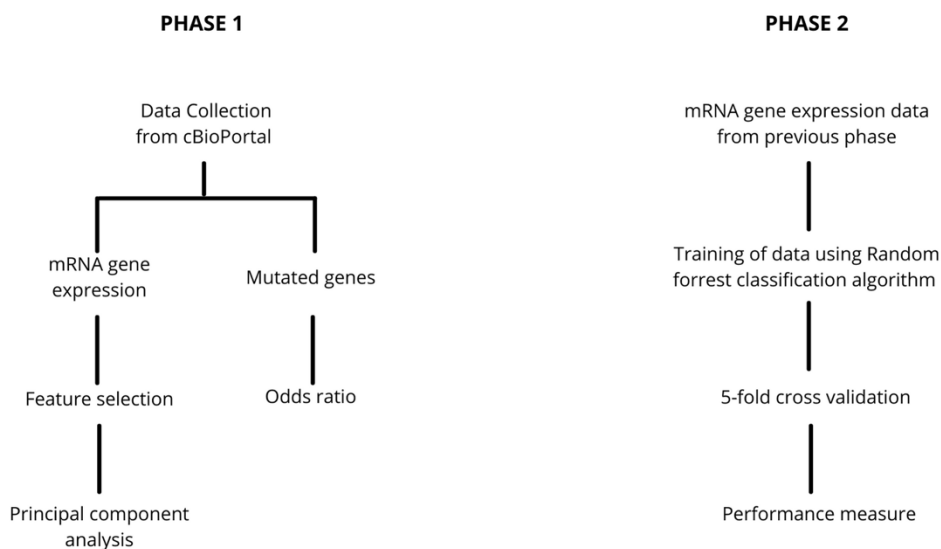 PHASE 1
Data Collection
from cBioPortal
mRNA gene
expression
Mutated genes
Feature selection
Odds ratio
Principal component
analysis
PHASE 2
mRNA gene expression data
from previous phase
Training of data using Random
forrest classification algorithm
5-fold cross validation
Performance measure